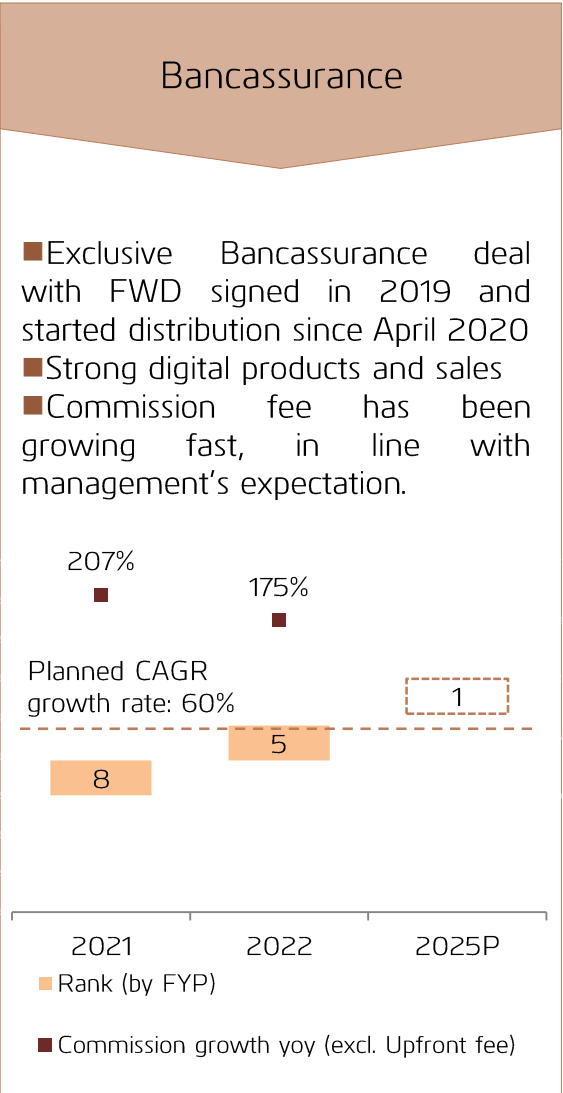 Bancassurance
■Exclusive Bancassurance deal
with FWD signed in 2019 and
started distribution since April 2020
■Strong digital products and sales
■Commission fee has been
growing fast, in line with
management's expectation.
207%
175%
Planned CAGR
growth rate: 60%
1
5
8
2021 2022 2025P
Rank (by FYP)
Commission growth yoy (excl. Upfront fee)